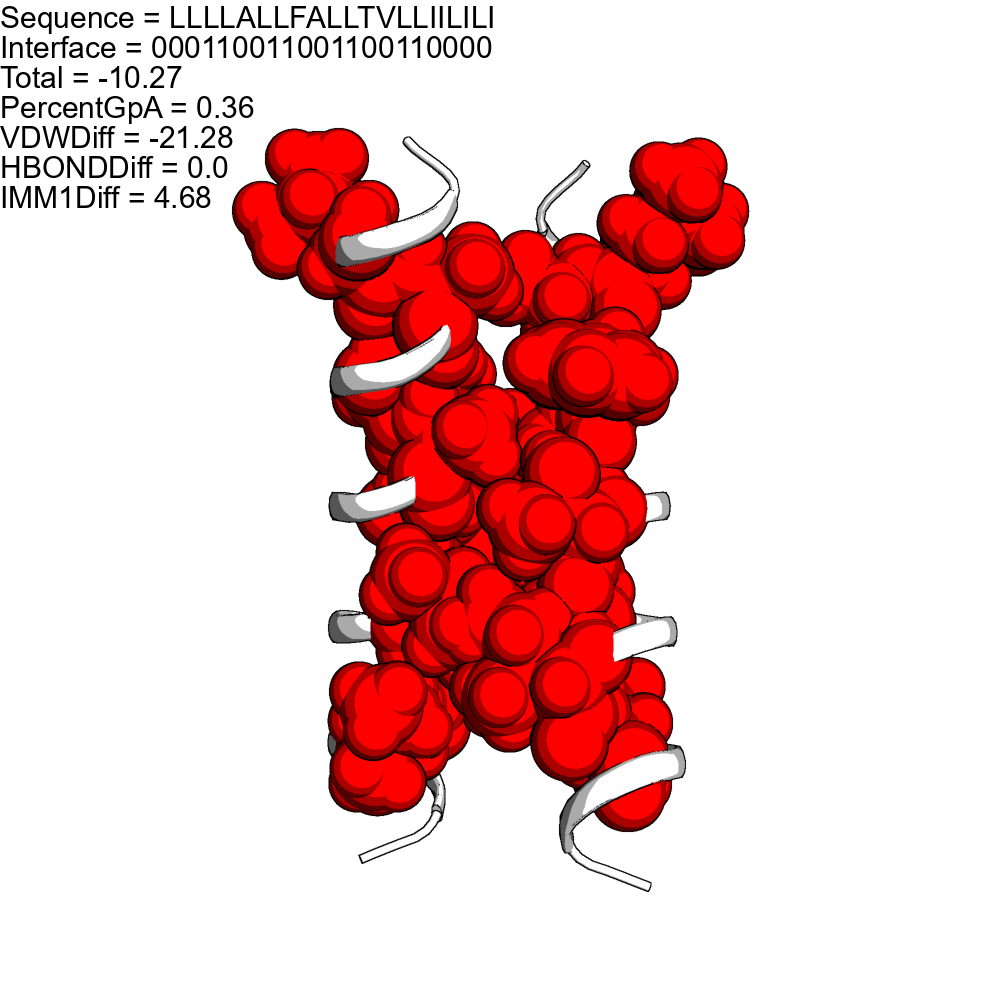 Sequence = LLLLALLFALLTVLLIILILI
Interface = 000110011001100110000
Total = -10.27
PercentGpA = 0.36
VDWDiff = -21.28
HBONDDiff = 0.0
IMM1Diff = 4.68